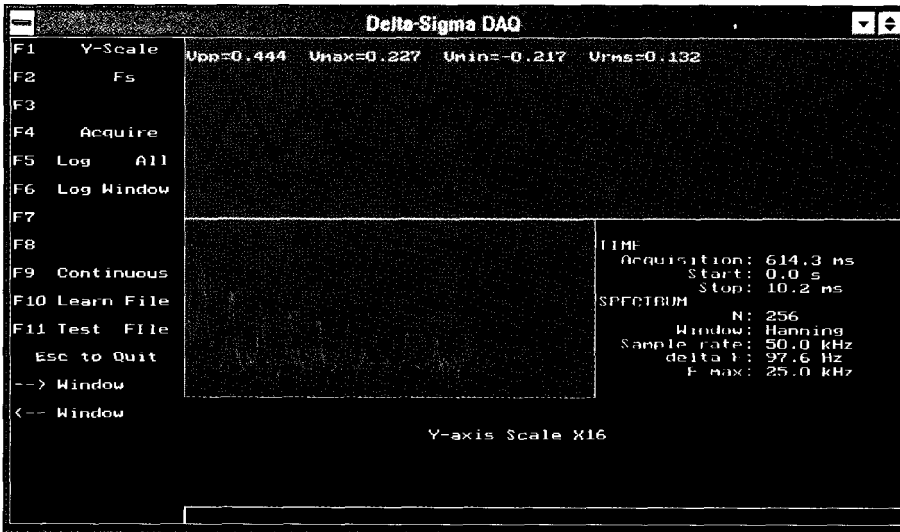 Delta-Sigma DAQ
F1 Y-Scale
F2 Fs
F3
F4 Acquire
F5 Log All
F6 Log Window
F7
F8
F9 Continuous
F10 Learn File
F11 Test File
Esc to Quit
--> Window
<-- Window
Vpp=0.444 Vmax=0.227 Vmin=-0.217 Vrms=0.132
TIME
Acquisition: 614.3 ms
Start: 0.0 s
Stop: 10.2 ms
SPECTRUM
N: 256
Window: Hanning
Sample rate: 50.0 kHz
delta F: 97.6 Hz
F max: 25.0 kHz
Y-axis Scale X16